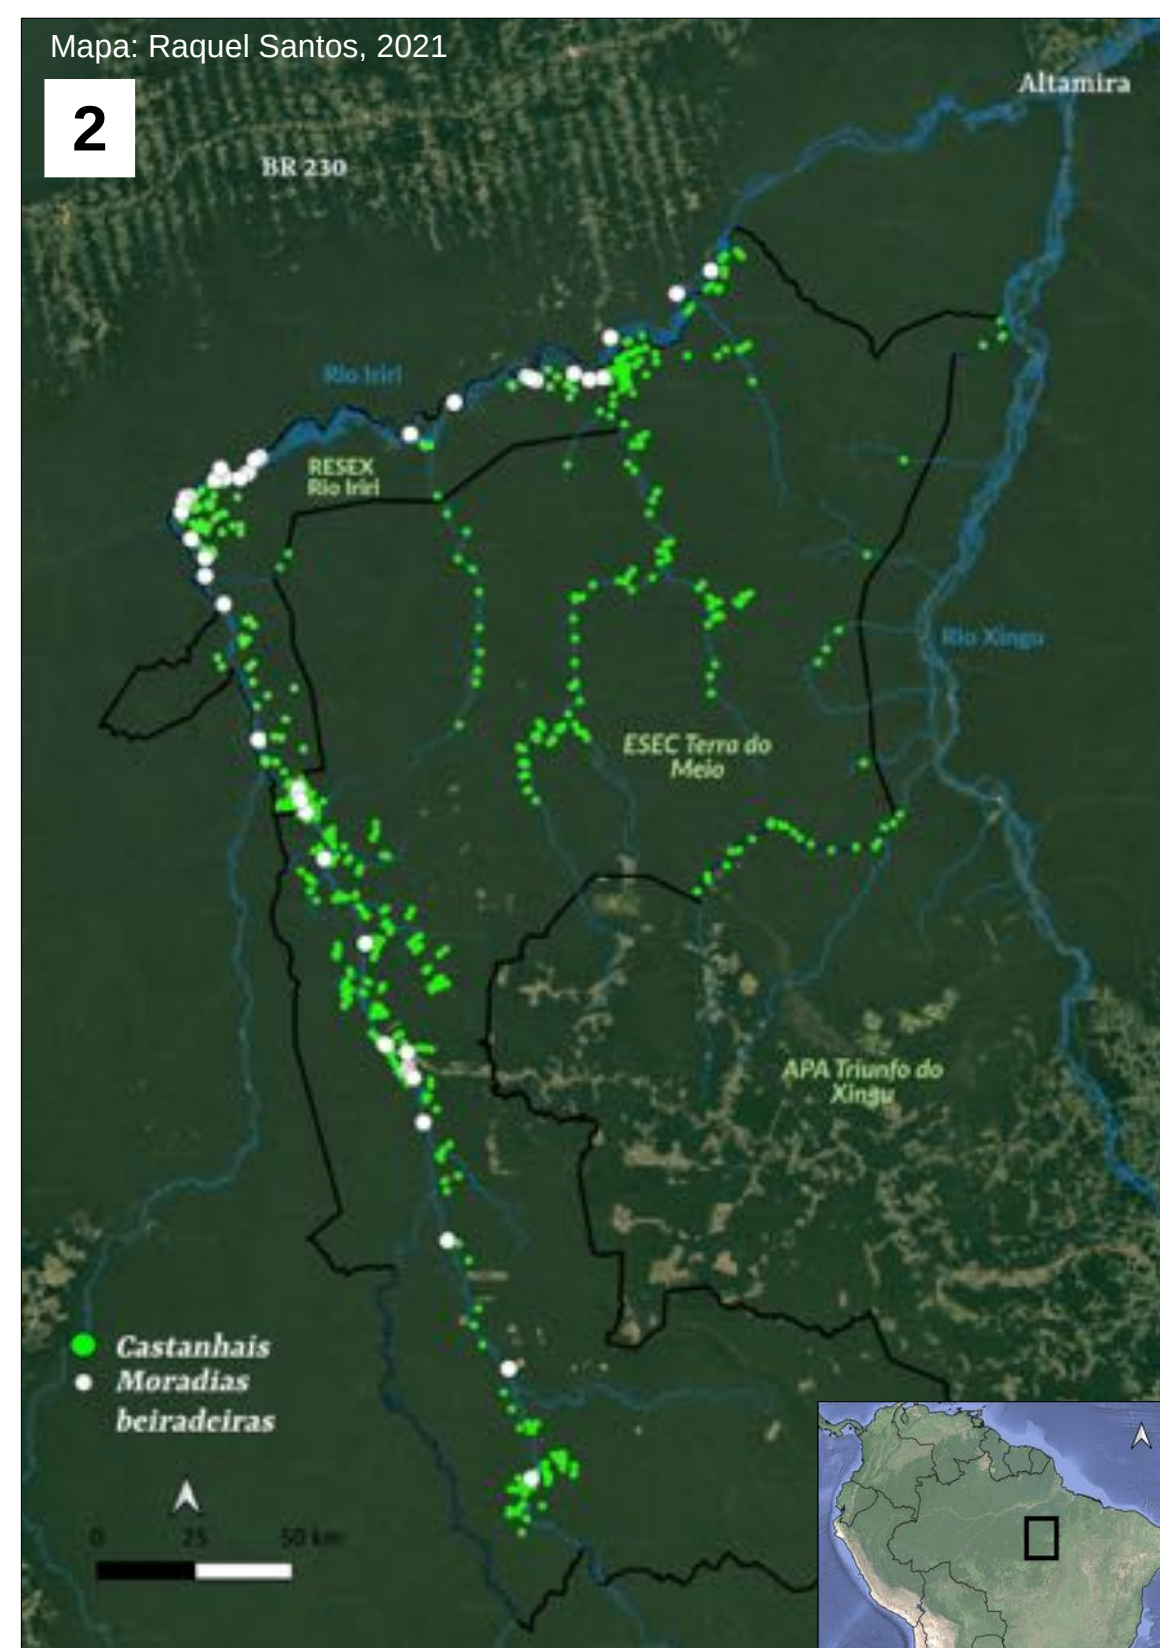 Mapa: Raquel Santos, 2021
2
Altamira
BR 230
Rio Iriri
RESEX
Rio Iriri
Rio Xingu
ESEC Terra do
Meio
APA Triunfo do
Xingu
Castanhais
Moradias
beiradeiras
0 25 50 km